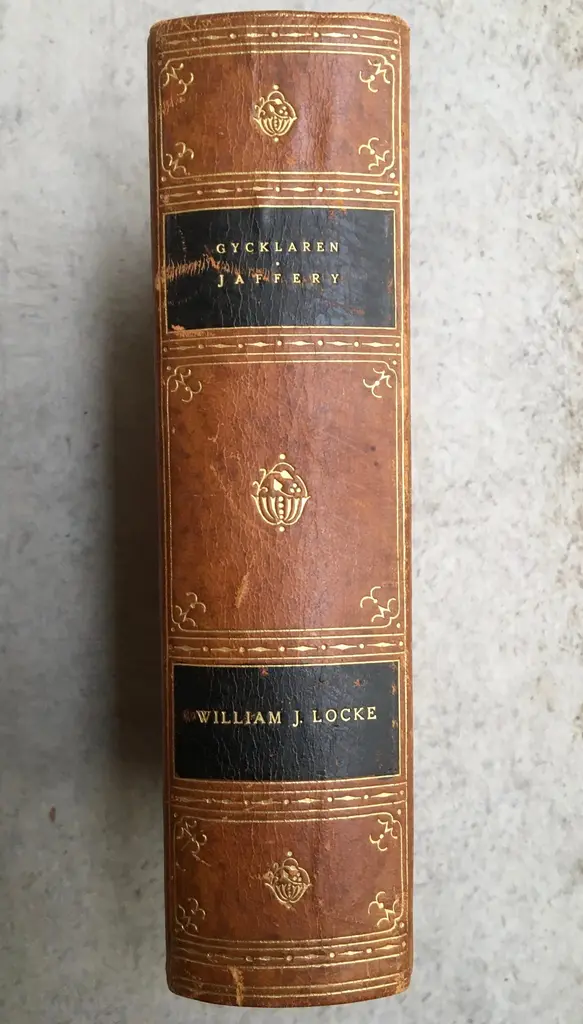 GYCKLAREN
·
JAFFERY
WILLIAM J. LOCKE